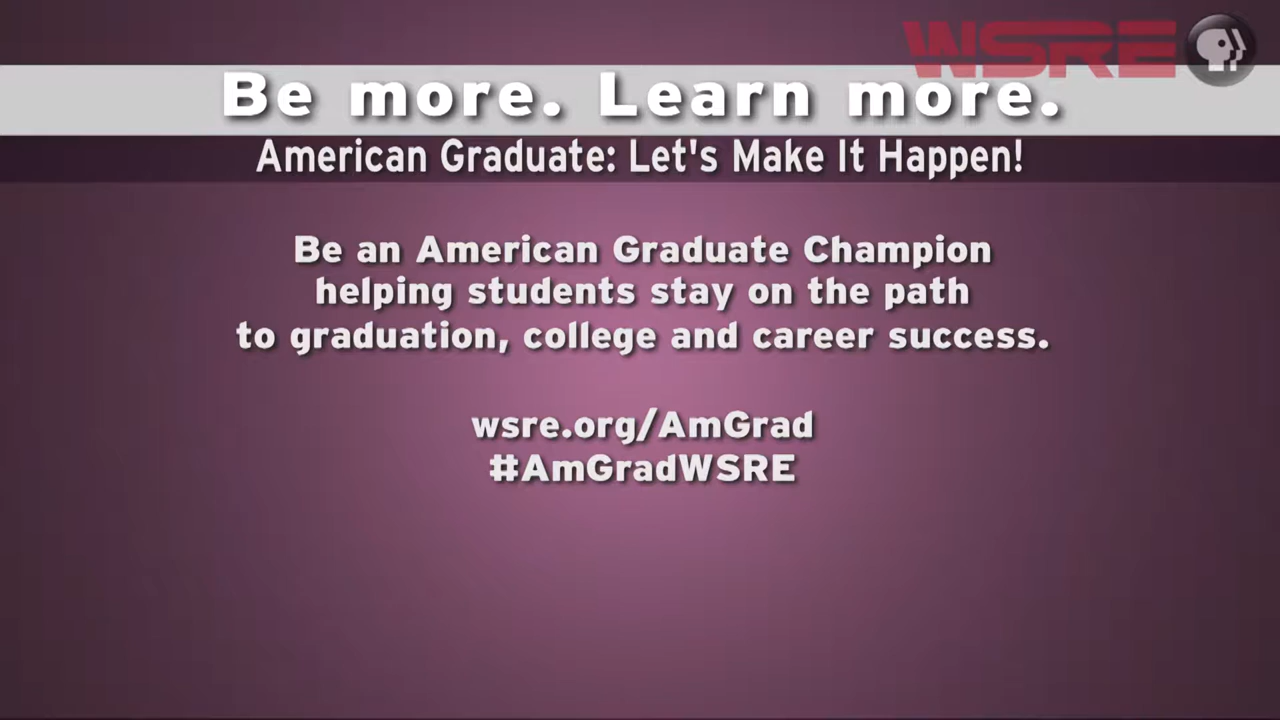 WSRE
Be more. Learn more.
American Graduate: Let's Make It Happen!
Be an American Graduate Champion
helping students stay on the path
to graduation, college and career success.
wsre.org/AmGrad
#AmGradWSRE